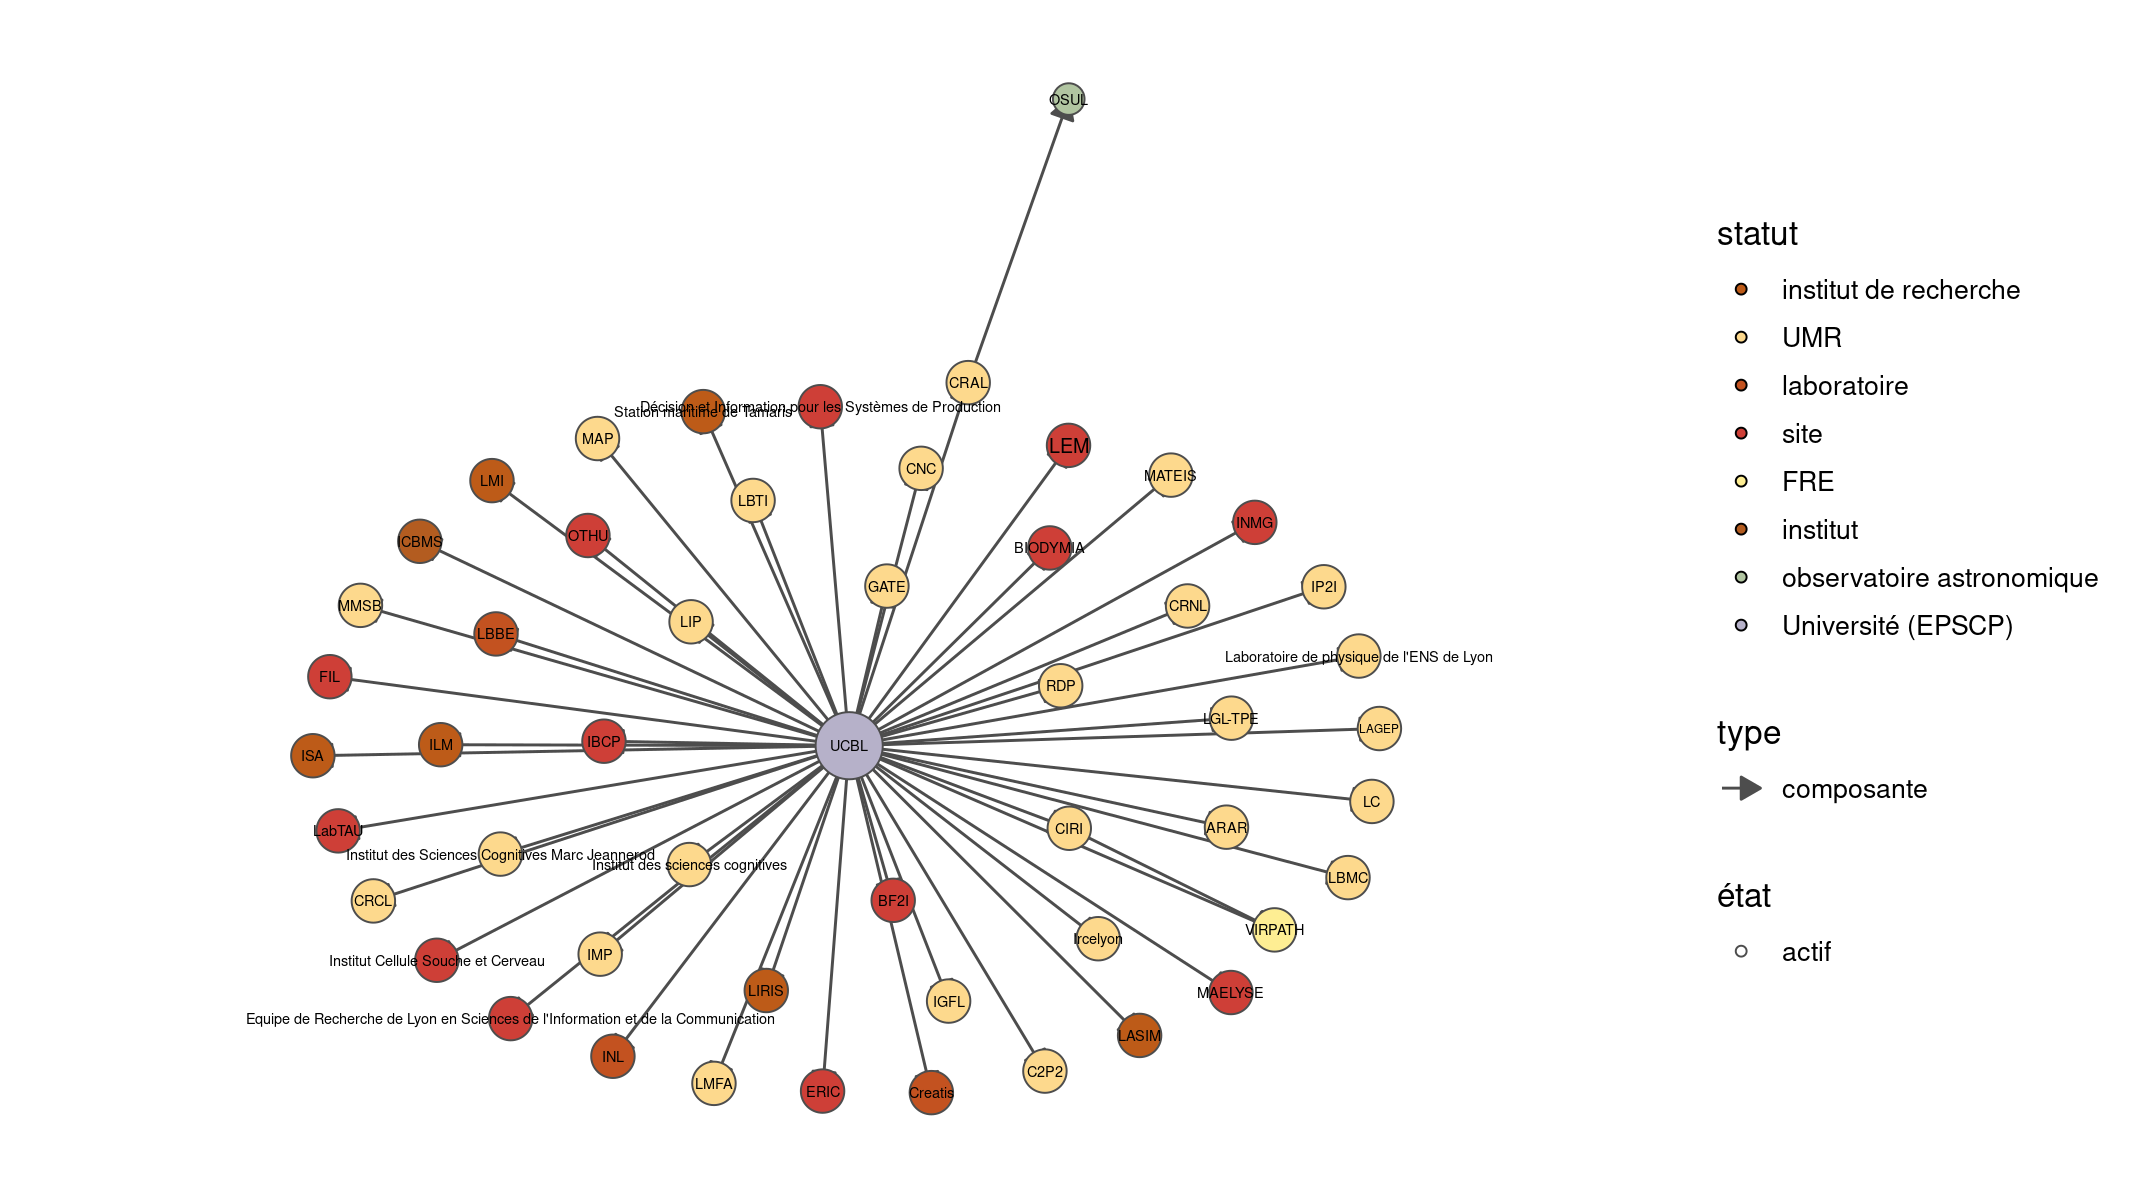 OSUL
CRAL
Décision et Information pour les Systèmes de Production
Station maritime de Tamaris
MAP
LEM
CNC
MATEIS
LMI
LBTI
INMG
OTHU
ICBMS
BIODYMIA
GATE
IP2I
MMSB
CRNL
LIP
LBBE
Laboratoire de physique de l'ENS de Lyon
FIL
RDP
LGL-TPE
LAGEP
ILM
IBCP
UCBL
ISA
LC
LabTAU
CIRI
ARAR
Institut des Sciences Cognitives Marc Jeannerod
Institut des sciences cognitives
LBMC
CRCL
BF2I
VIRPATH
Ircelyon
IMP
Institut Cellule Souche et Cerveau
LIRIS
MAELYSE
IGFL
Equipe de Recherche de Lyon en Sciences de l'Information et de la Communication
LASIM
INL
C2P2
LMFA
ERIC
Creatis
statut
institut de recherche
UMR
laboratoire
site
FRE
institut
observatoire astronomique
Université (EPSCP)
type
composante
état
actif